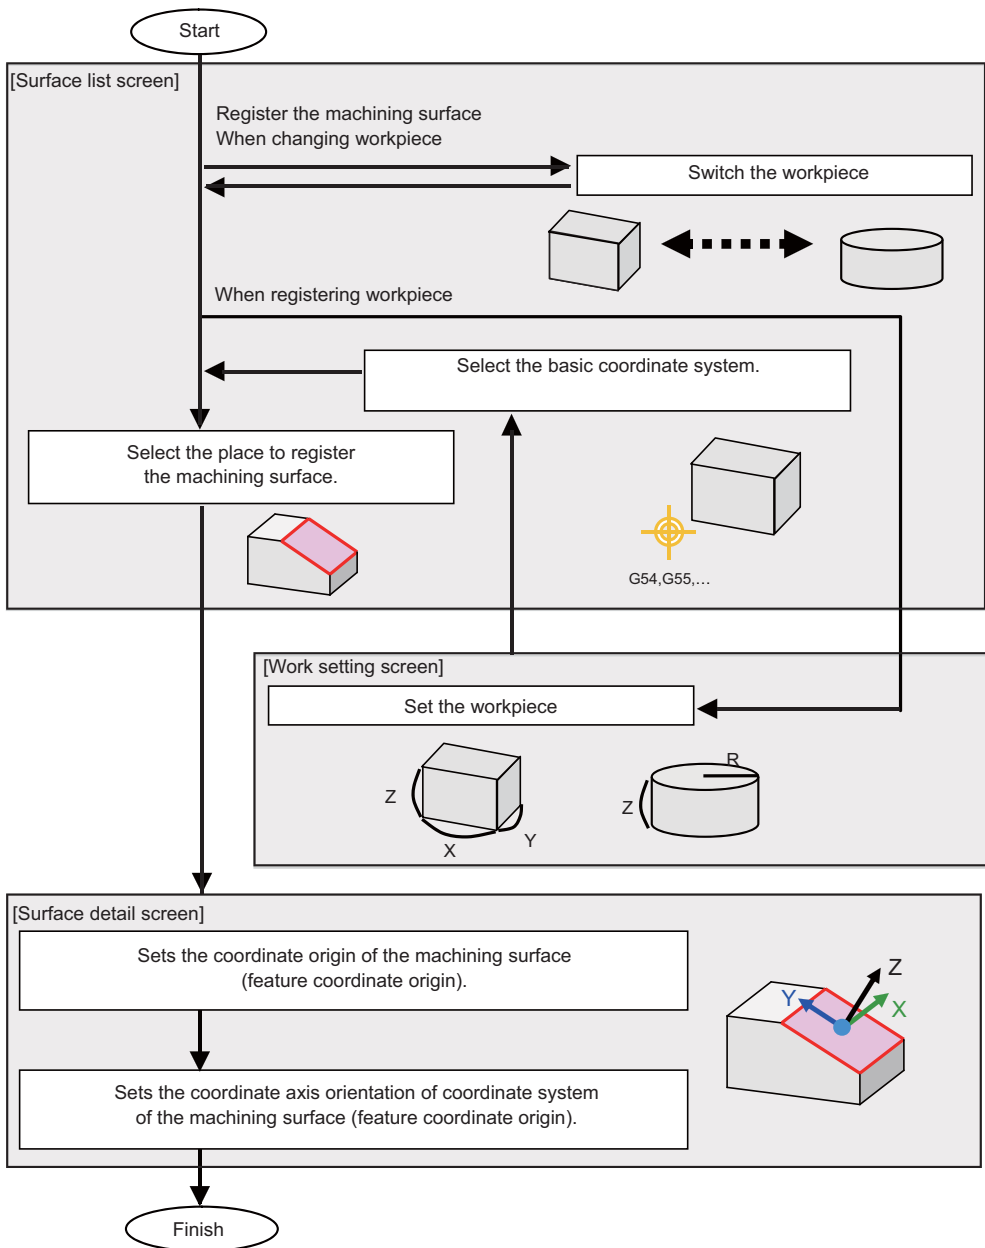 Start
[Surface list screen]
Register the machining surface
When changing workpiece
Switch the workpiece
When registering workpiece
Select the basic coordinate system.
Select the place to register
the machining surface.
G54,G55,...
[Work setting screen]
Set the workpiece
R
Z
X
Y
Z
[Surface detail screen]
Sets the coordinate origin of the machining surface
(feature coordinate origin).
Z
Y
X
Sets the coordinate axis orientation of coordinate system
of the machining surface (feature coordinate origin).
Finish